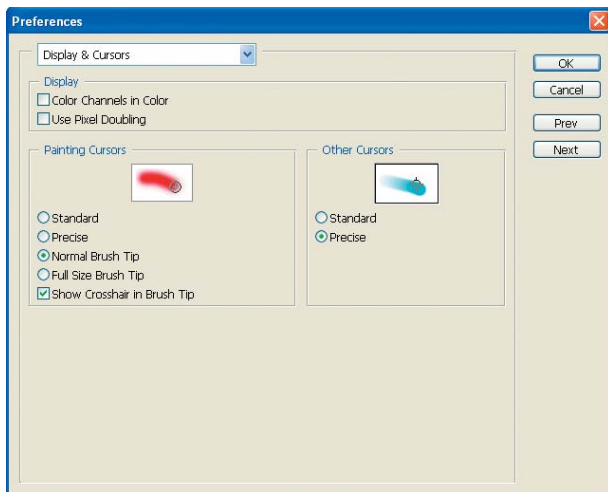 Preferences
Display & Cursors
Display
Color Channels in Color
Use Pixel Doubling
Painting Cursors
Standard
Precise
Normal Brush Tip
Full Size Brush Tip
Show Crosshair in Brush Tip
Other Cursors
Standard
Precise
OK
Cancel
Prev
Next